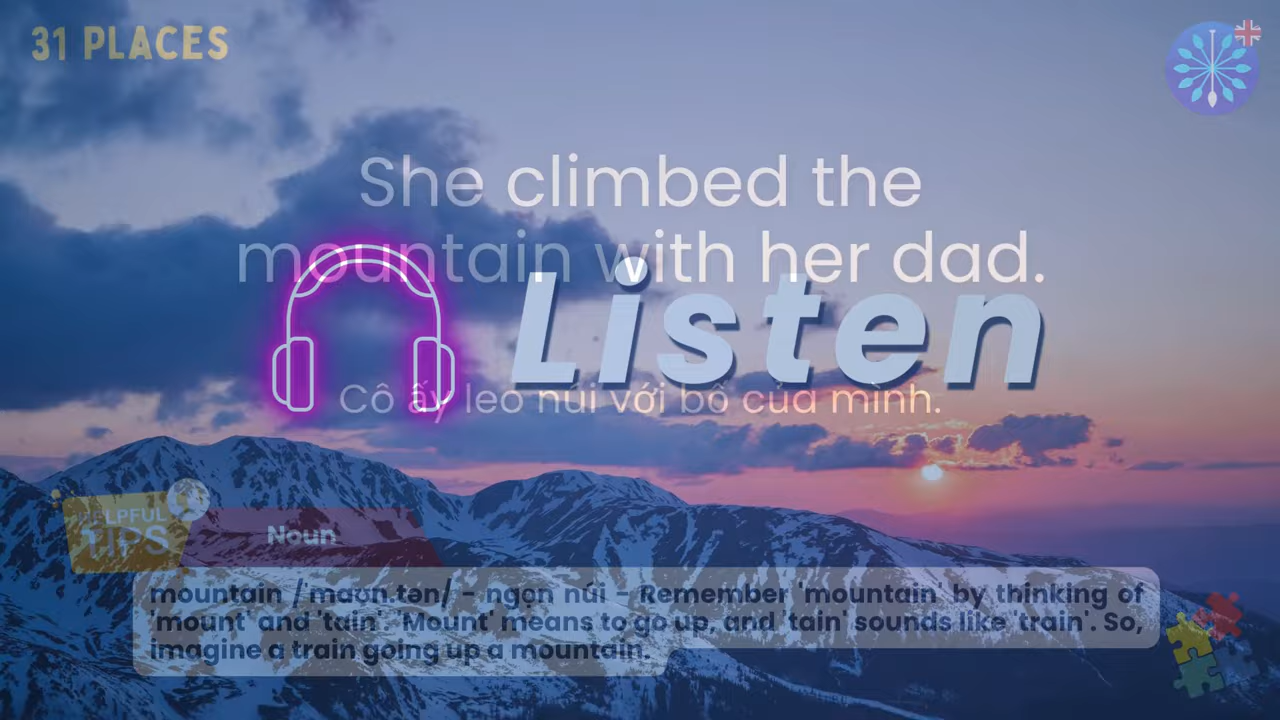 31 PLACES
She climbed the
mountain with her dad.
Listen
Cô ấy leo núi với bố của mình.
HELPFUL
TIPS
Noun
mountain /ˈmaʊn.tən/ - ngọn núi - Remember 'mountain' by thinking of
'mount' and 'tain'. 'Mount' means to go up, and 'tain' sounds like 'train'. So,
imagine a train going up a mountain.